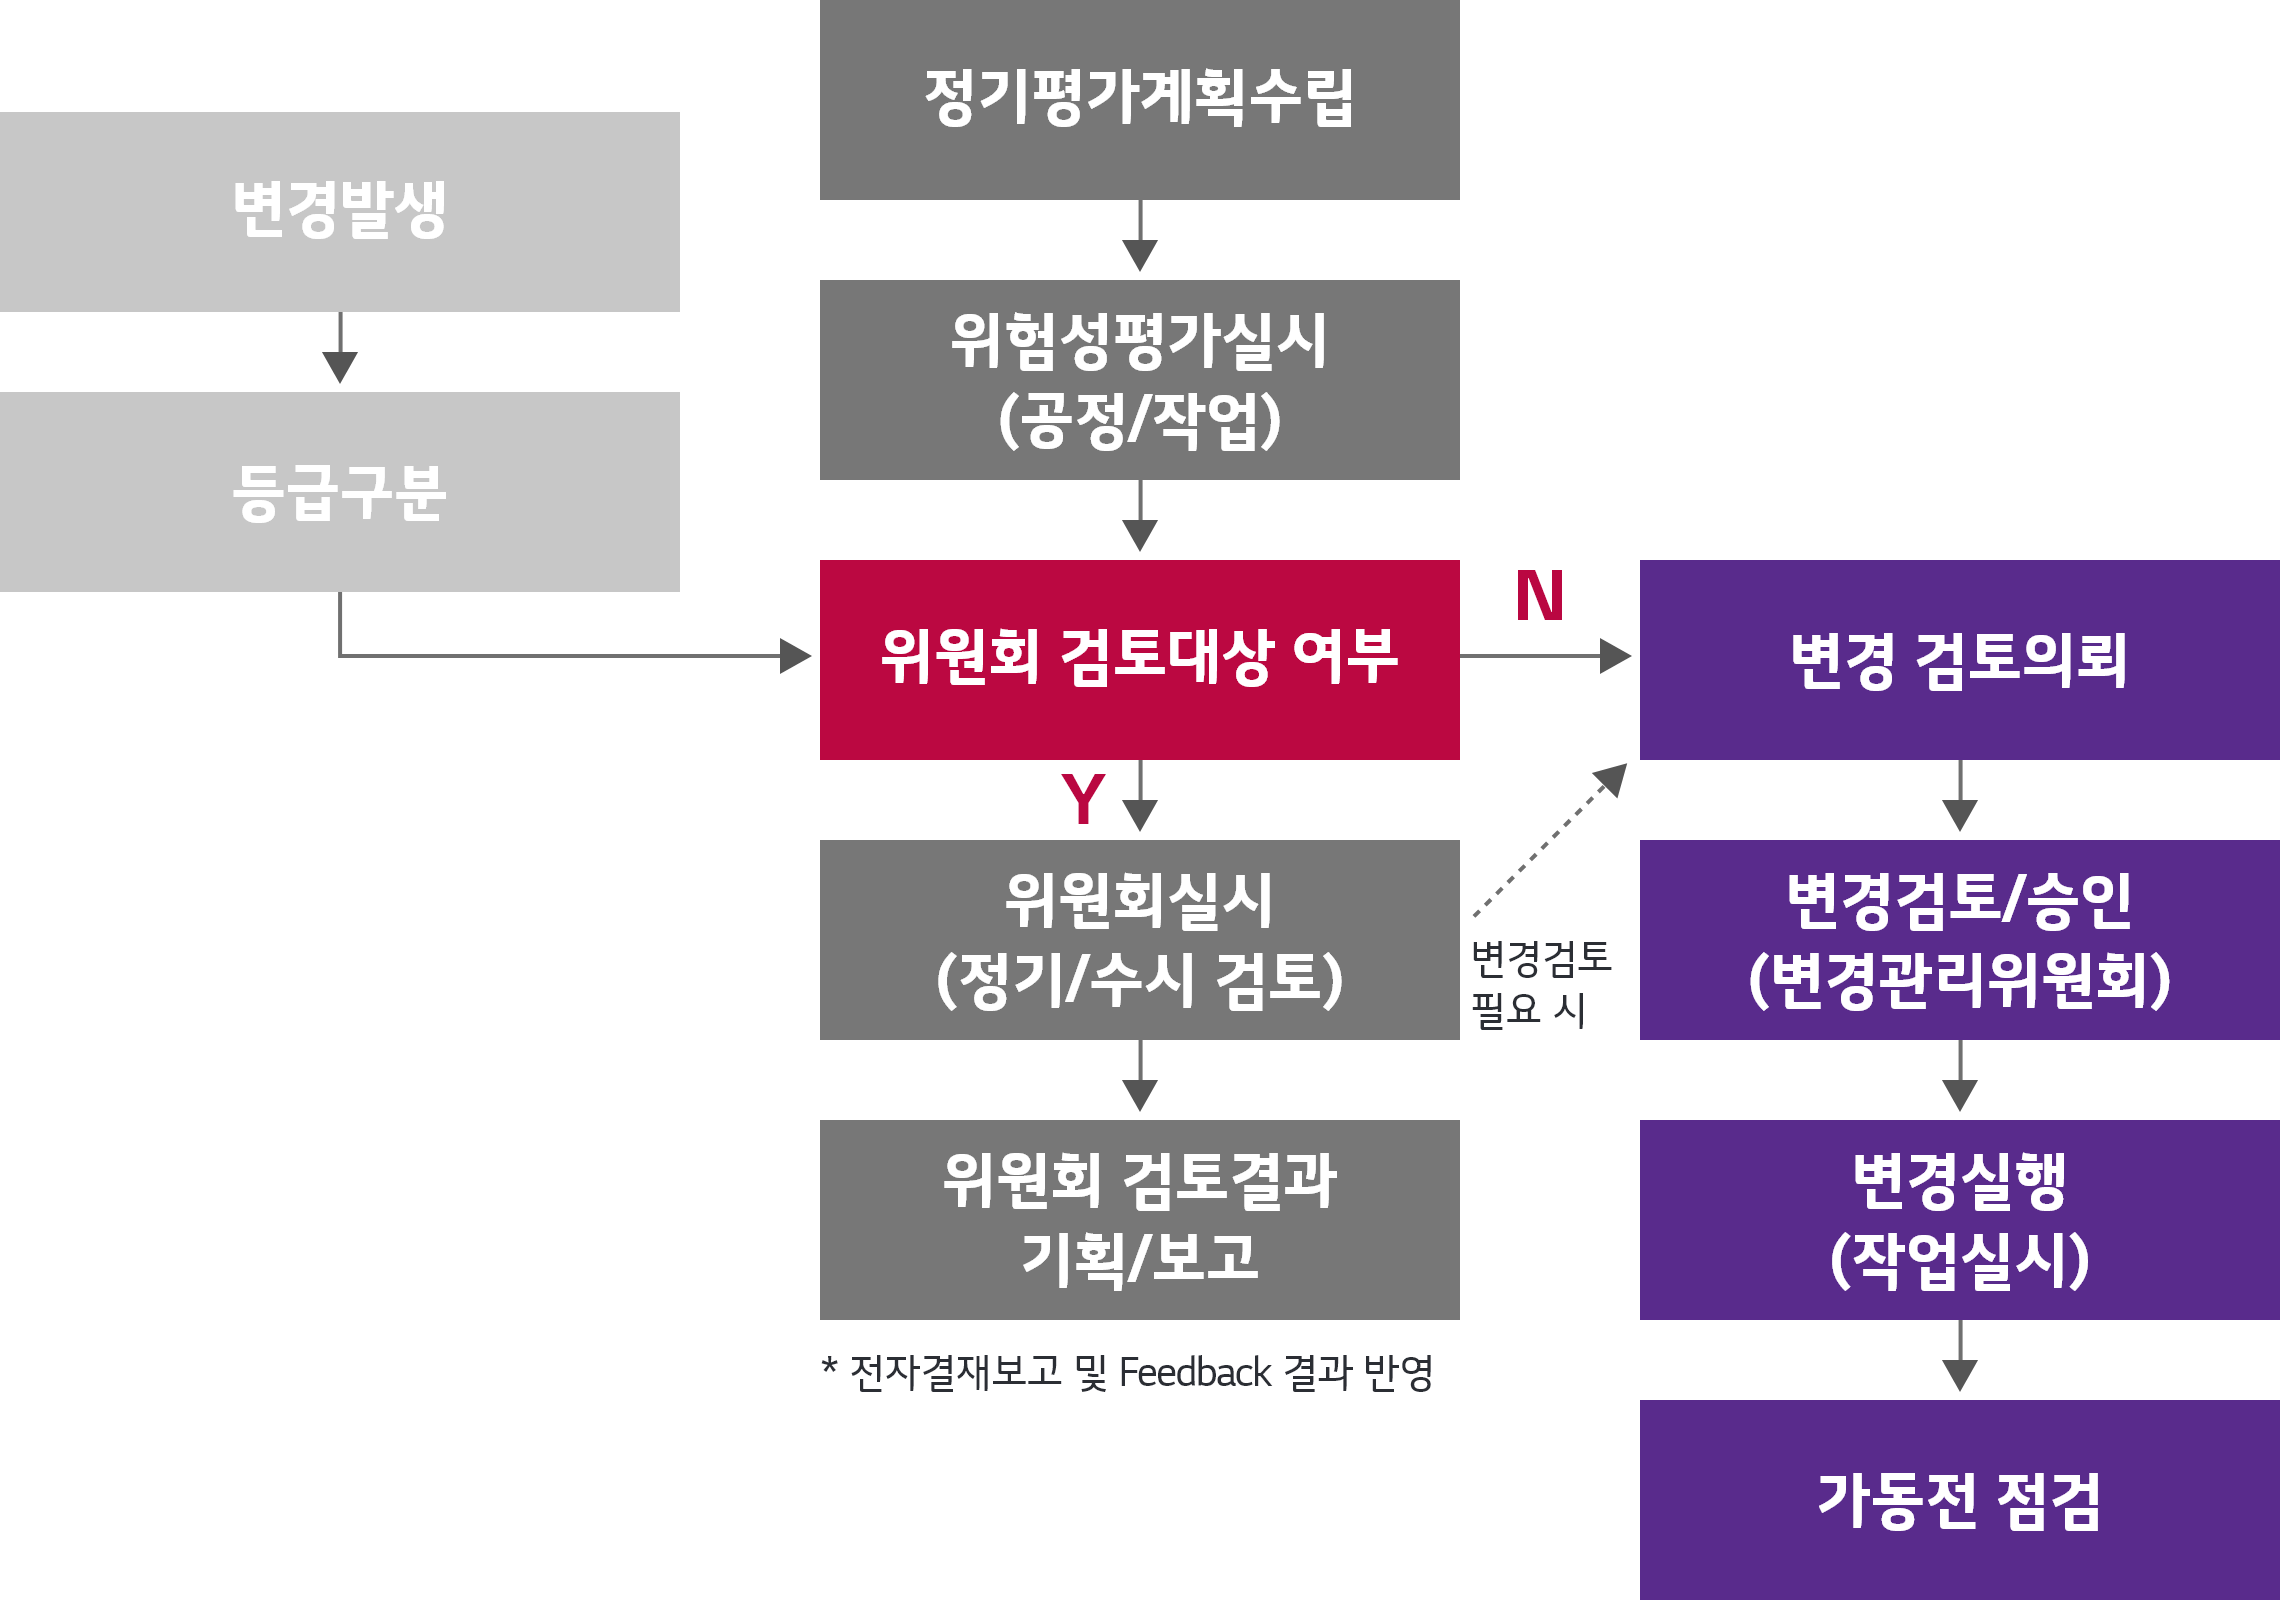 정기평가계획수립
변경발생
위험성평가실시
(공정/작업)
등급구분
위원회 검토대상 여부
N
변경 검토의뢰
Y
위원회실시
(정기/수시 검토)
변경검토
필요 시
변경검토/승인
(변경관리위원회)
위원회 검토결과
기획/보고
변경실행
(작업실시)
* 전자결재보고 및 Feedback 결과 반영
가동전 점검